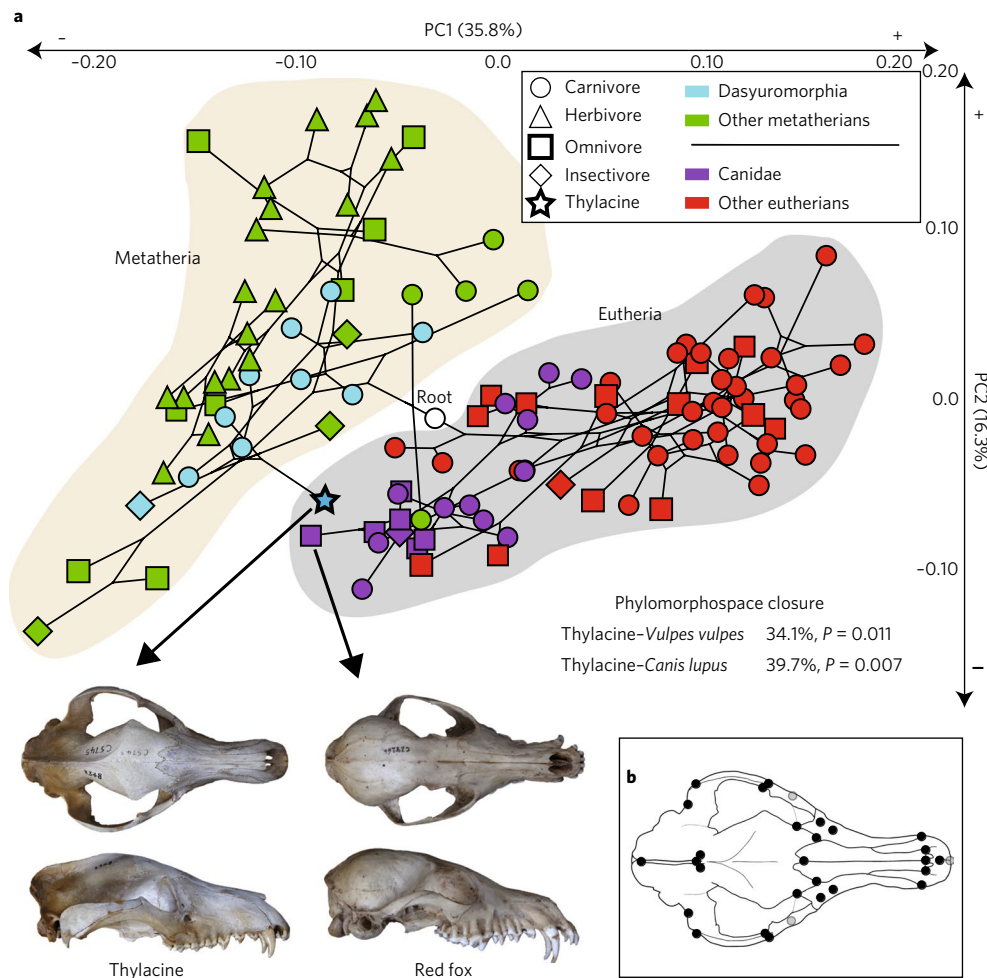 a
PC1 (35.8%)
– +
–0.20 –0.10 0.0 0.10 0.20
0.20
+
Carnivore
Herbivore
Omnivore
Insectivore
Thylacine
Dasyuromorphia
Other metatherians
Canidae
Other eutherians
0.10
Metatheria
Eutheria
Root
0.0
PC2 (16.3%)
–0.10
Phylomorphospace closure
Thylacine–Vulpes vulpes 34.1%, P = 0.011
Thylacine–Canis lupus 39.7%, P = 0.007
–
C5745
Thylacine
Red fox
b